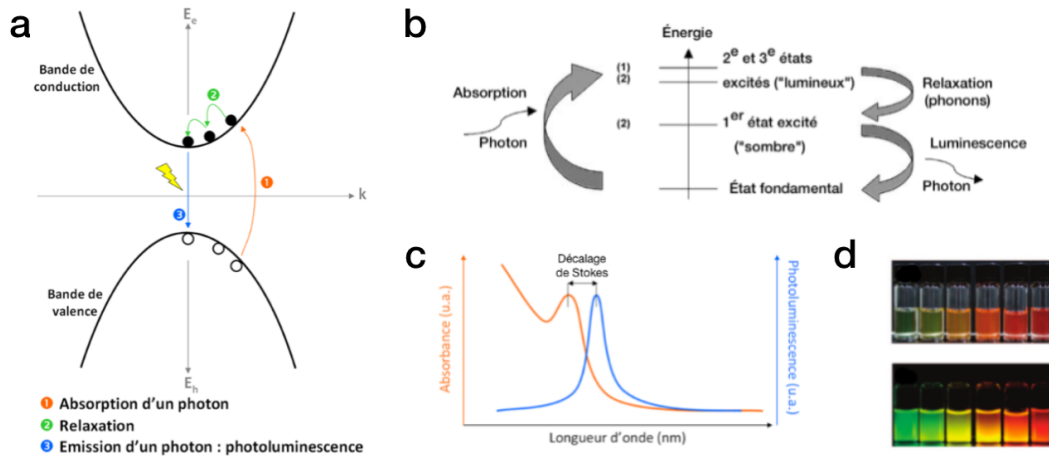 a
E_e
Bande de
conduction
2
1
k
3
Bande de
valence
E_h
1 Absorption d'un photon
2 Relaxation
3 Emission d'un photon : photoluminescence
b
Énergie
(1)
(2)
2e et 3e états
excités ("lumineux")
Absorption
Photon
Relaxation
(phonons)
(2)
1er état excité
("sombre")
Luminescence
Photon
État fondamental
c
Décalage
de Stokes
Absorbance (u.a.)
Photoluminescence (u.a.)
Longueur d'onde (nm)
d